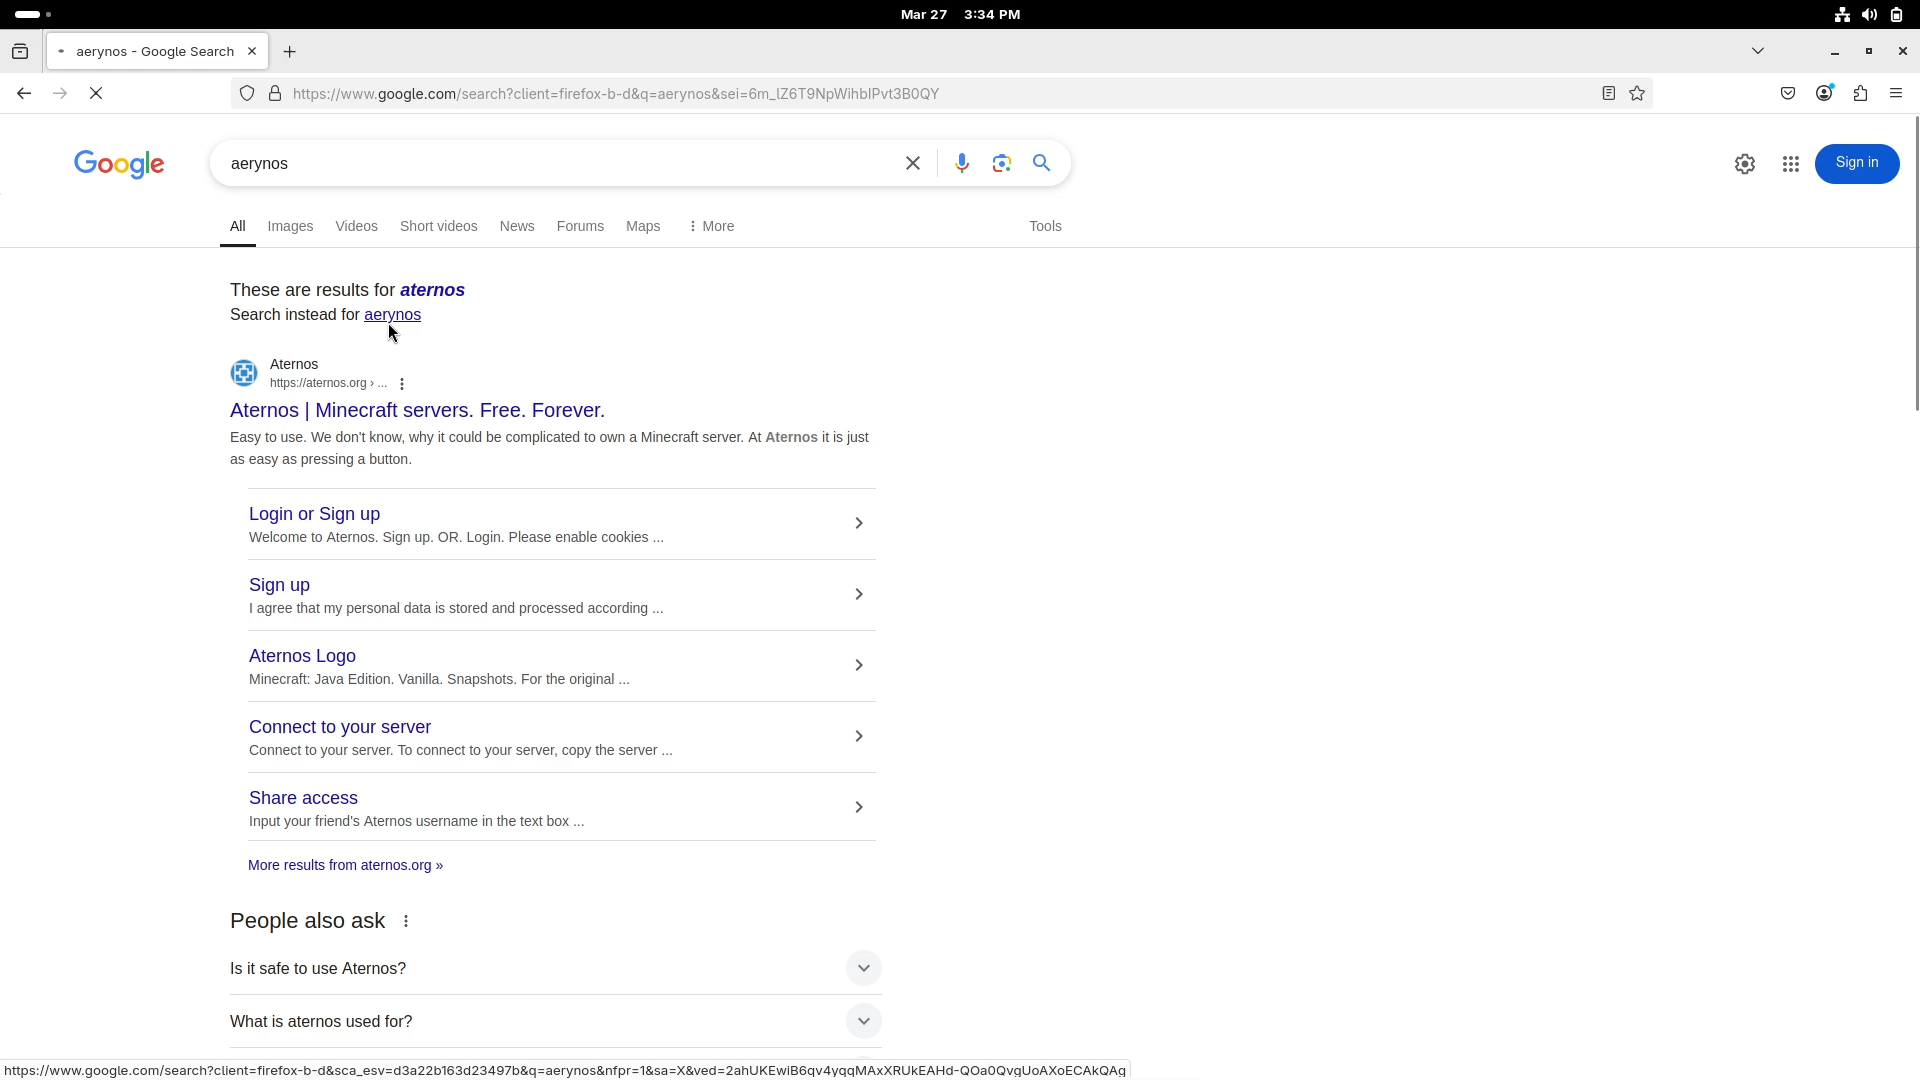 Mar 27 3:34 PM
aerynos - Google Search
https://www.google.com/search?client=firefox-b-d&q=aerynos&sei=6m_lZ6T9NpWihbIPvt3B0QY
Google
aerynos
Sign in
All Images Videos Short videos News Forums Maps More Tools
These are results for aternos
Search instead for aerynos
Aternos
https://aternos.org › ...
Aternos | Minecraft servers. Free. Forever.
Easy to use. We don't know, why it could be complicated to own a Minecraft server. At Aternos it is just
as easy as pressing a button.
Login or Sign up
Welcome to Aternos. Sign up. OR. Login. Please enable cookies ...
Sign up
I agree that my personal data is stored and processed according ...
Aternos Logo
Minecraft: Java Edition. Vanilla. Snapshots. For the original ...
Connect to your server
Connect to your server. To connect to your server, copy the server ...
Share access
Input your friend's Aternos username in the text box ...
More results from aternos.org »
People also ask
Is it safe to use Aternos?
What is aternos used for?
https://www.google.com/search?client=firefox-b-d&sca_esv=d3a22b163d23497b&q=aerynos&nfpr=1&sa=X&ved=2ahUKEwiB6qv4yqqMAxXRUkEAHd-QOa0QvgUoAXoECAkQAg